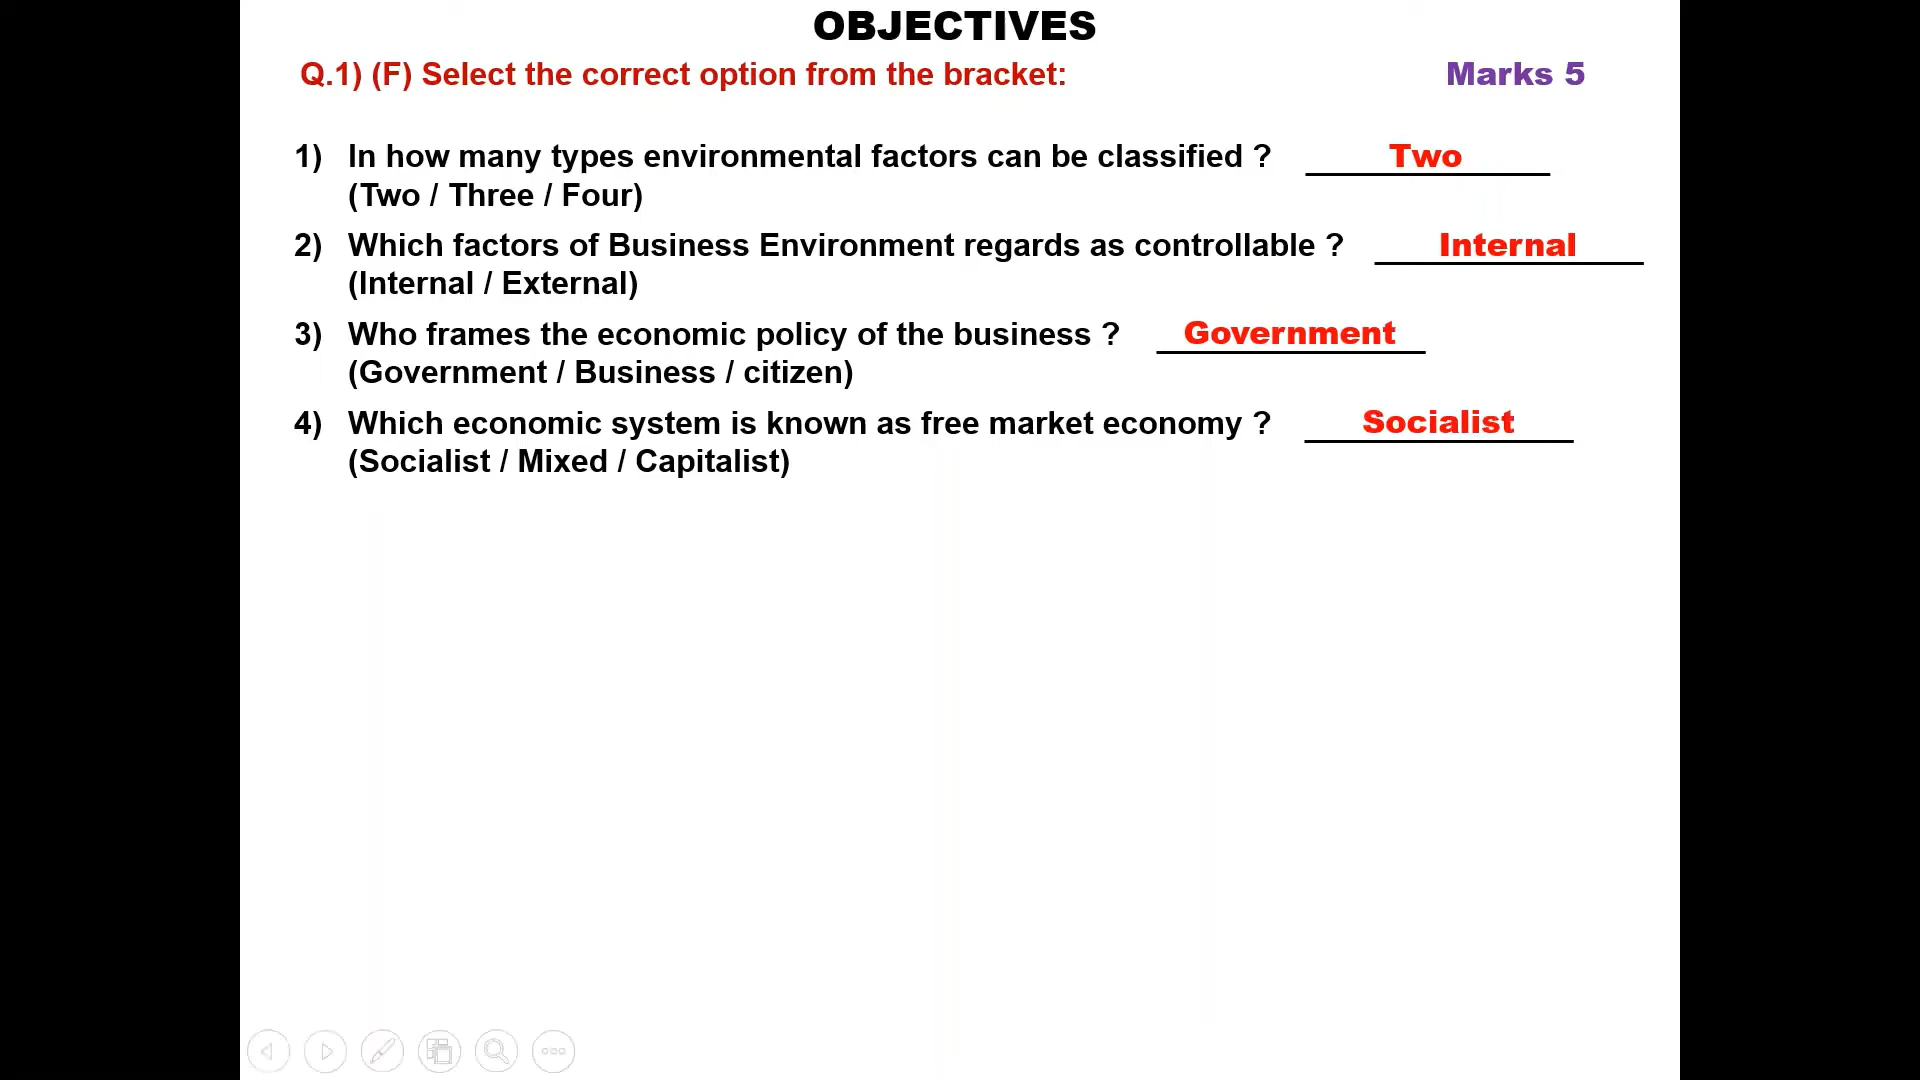 OBJECTIVES
Q.1) (F) Select the correct option from the bracket: Marks 5
1) In how many types environmental factors can be classified ? Two
(Two / Three / Four)
2) Which factors of Business Environment regards as controllable ? Internal
(Internal / External)
3) Who frames the economic policy of the business ? Government
(Government / Business / citizen)
4) Which economic system is known as free market economy ? Socialist
(Socialist / Mixed / Capitalist)